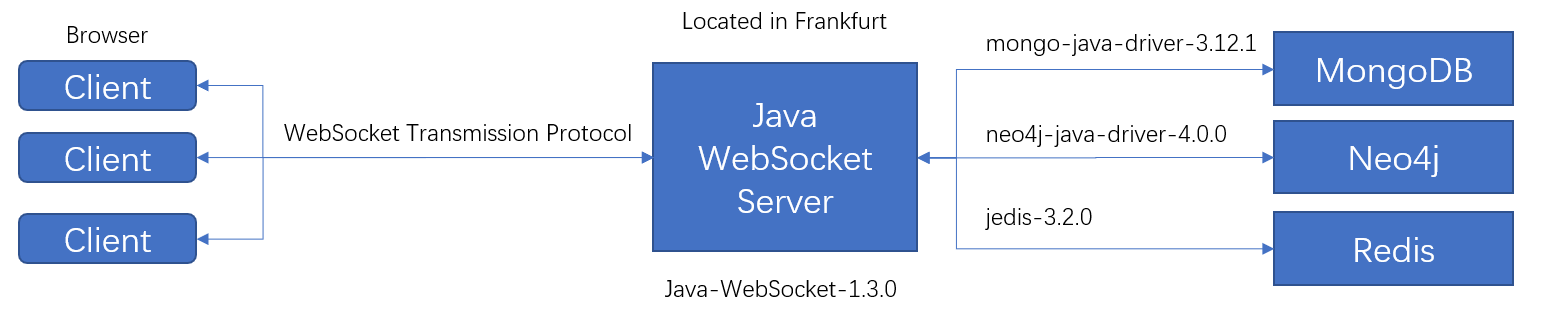 Browser
Client
Client
Client
WebSocket Transmission Protocol
Located in Frankfurt
Java
WebSocket
Server
Java-WebSocket-1.3.0
mongo-java-driver-3.12.1
MongoDB
neo4j-java-driver-4.0.0
Neo4j
jedis-3.2.0
Redis